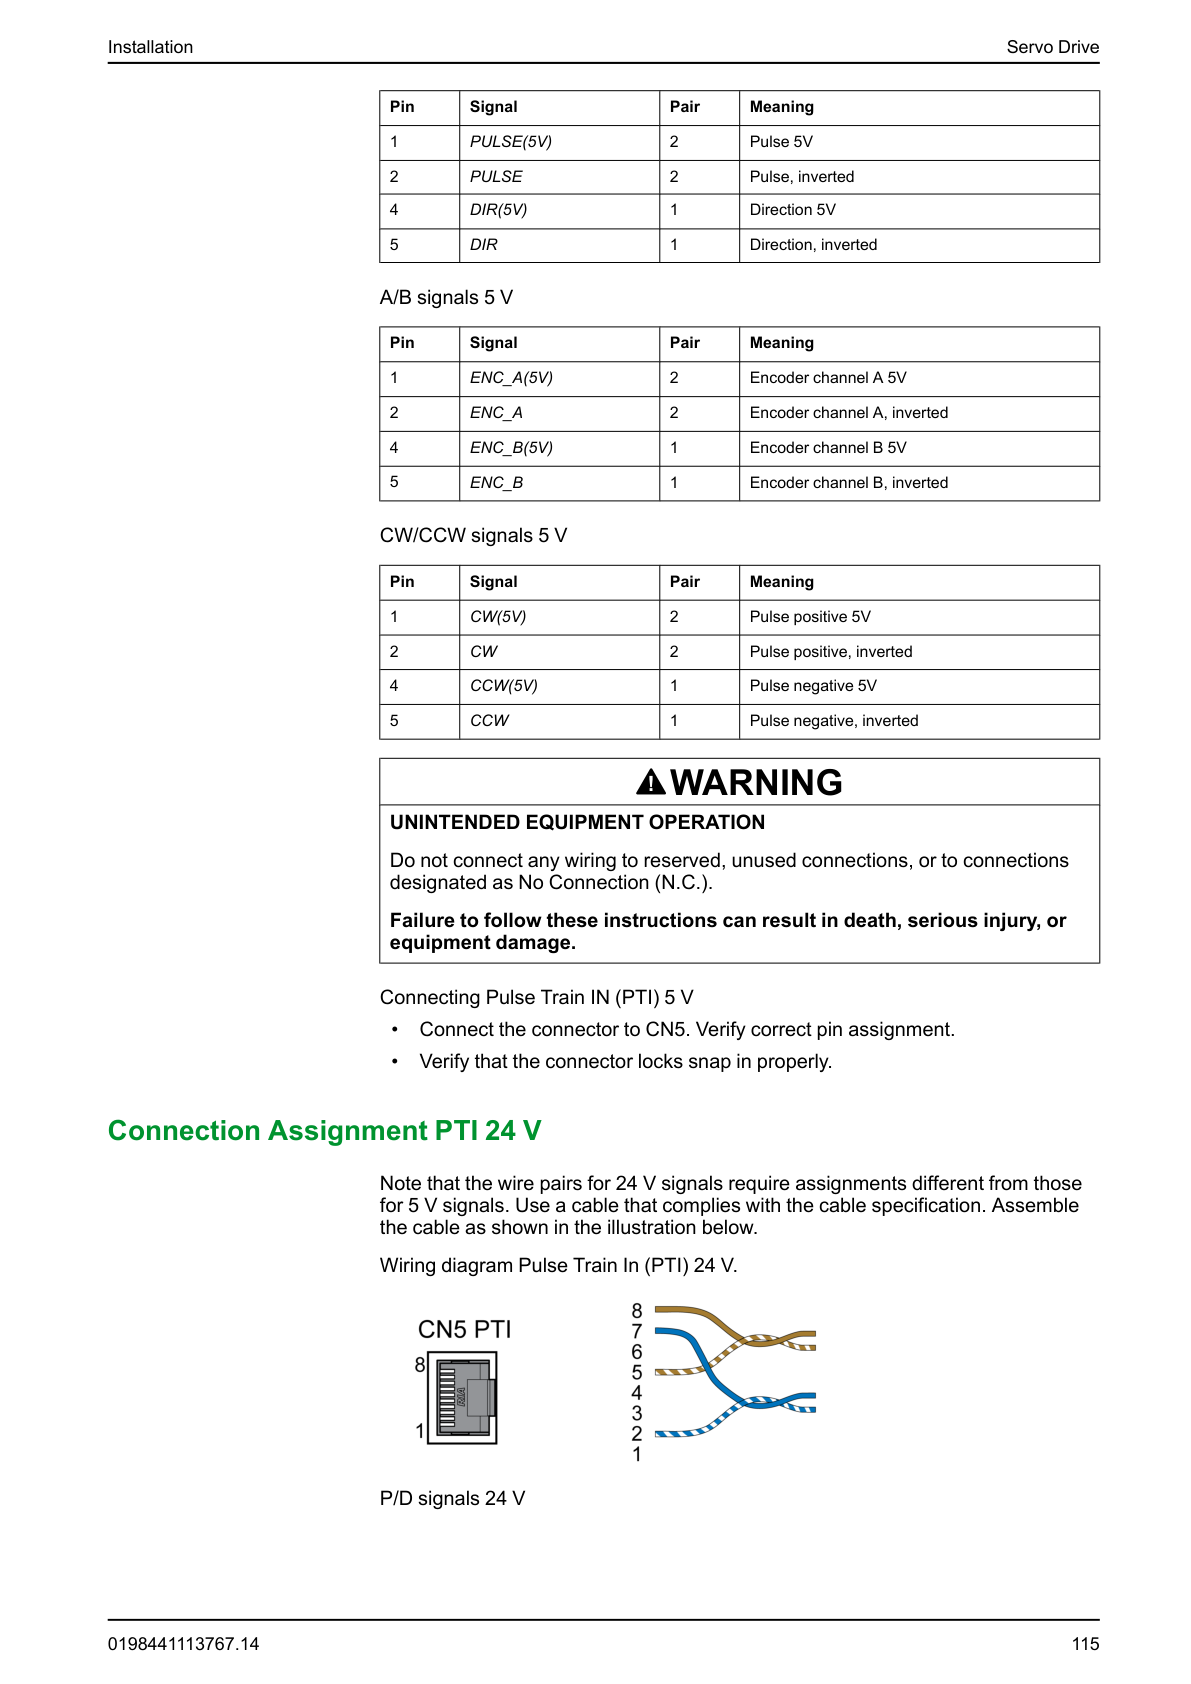 Installation Servo Drive
Pin Signal Pair Meaning
1 PULSE(5V) 2 Pulse 5V
2 PULSE 2 Pulse, inverted
4 DIR(5V) 1 Direction 5V
5 DIR 1 Direction, inverted
A/B signals 5 V
Pin Signal Pair Meaning
1 ENC_A(5V) 2 Encoder channel A 5V
2 ENC_A 2 Encoder channel A, inverted
4 ENC_B(5V) 1 Encoder channel B 5V
5 ENC_B 1 Encoder channel B, inverted
CW/CCW signals 5 V
Pin Signal Pair Meaning
1 CW(5V) 2 Pulse positive 5V
2 CW 2 Pulse positive, inverted
4 CCW(5V) 1 Pulse negative 5V
5 CCW 1 Pulse negative, inverted
WARNING
UNINTENDED EQUIPMENT OPERATION
Do not connect any wiring to reserved, unused connections, or to connections
designated as No Connection (N.C.).
Failure to follow these instructions can result in death, serious injury, or
equipment damage.
Connecting Pulse Train IN (PTI) 5 V
• Connect the connector to CN5. Verify correct pin assignment.
• Verify that the connector locks snap in properly.
Connection Assignment PTI 24 V
Note that the wire pairs for 24 V signals require assignments different from those
for 5 V signals. Use a cable that complies with the cable specification. Assemble
the cable as shown in the illustration below.
Wiring diagram Pulse Train In (PTI) 24 V.
CN5 PTI
8
1
8
7
6
5
4
3
2
1
P/D signals 24 V
0198441113767.14 115